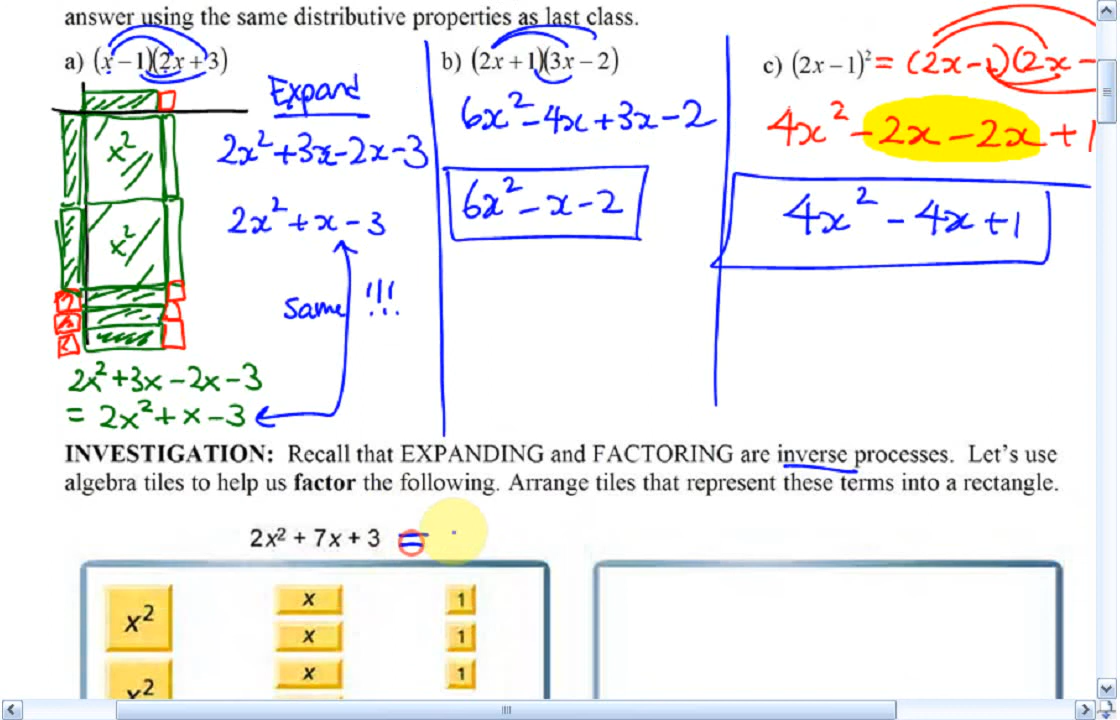 answer using the same distributive properties as last class.
a) (x − 1)(2x + 3)
Expand
2x² + 3x − 2x − 3
2x² + x − 3
same !!!
x²
x²
2x² + 3x − 2x − 3
= 2x² + x − 3
b) (2x + 1)(3x − 2)
6x² − 4x + 3x − 2
6x² − x − 2
c) (2x − 1)² = (2x − 1)(2x −
4x² − 2x − 2x + 1
4x² − 4x + 1
INVESTIGATION: Recall that EXPANDING and FACTORING are inverse processes. Let's use
algebra tiles to help us factor the following. Arrange tiles that represent these terms into a rectangle.
2x² + 7x + 3 =
x² x 1
x 1
x² x 1